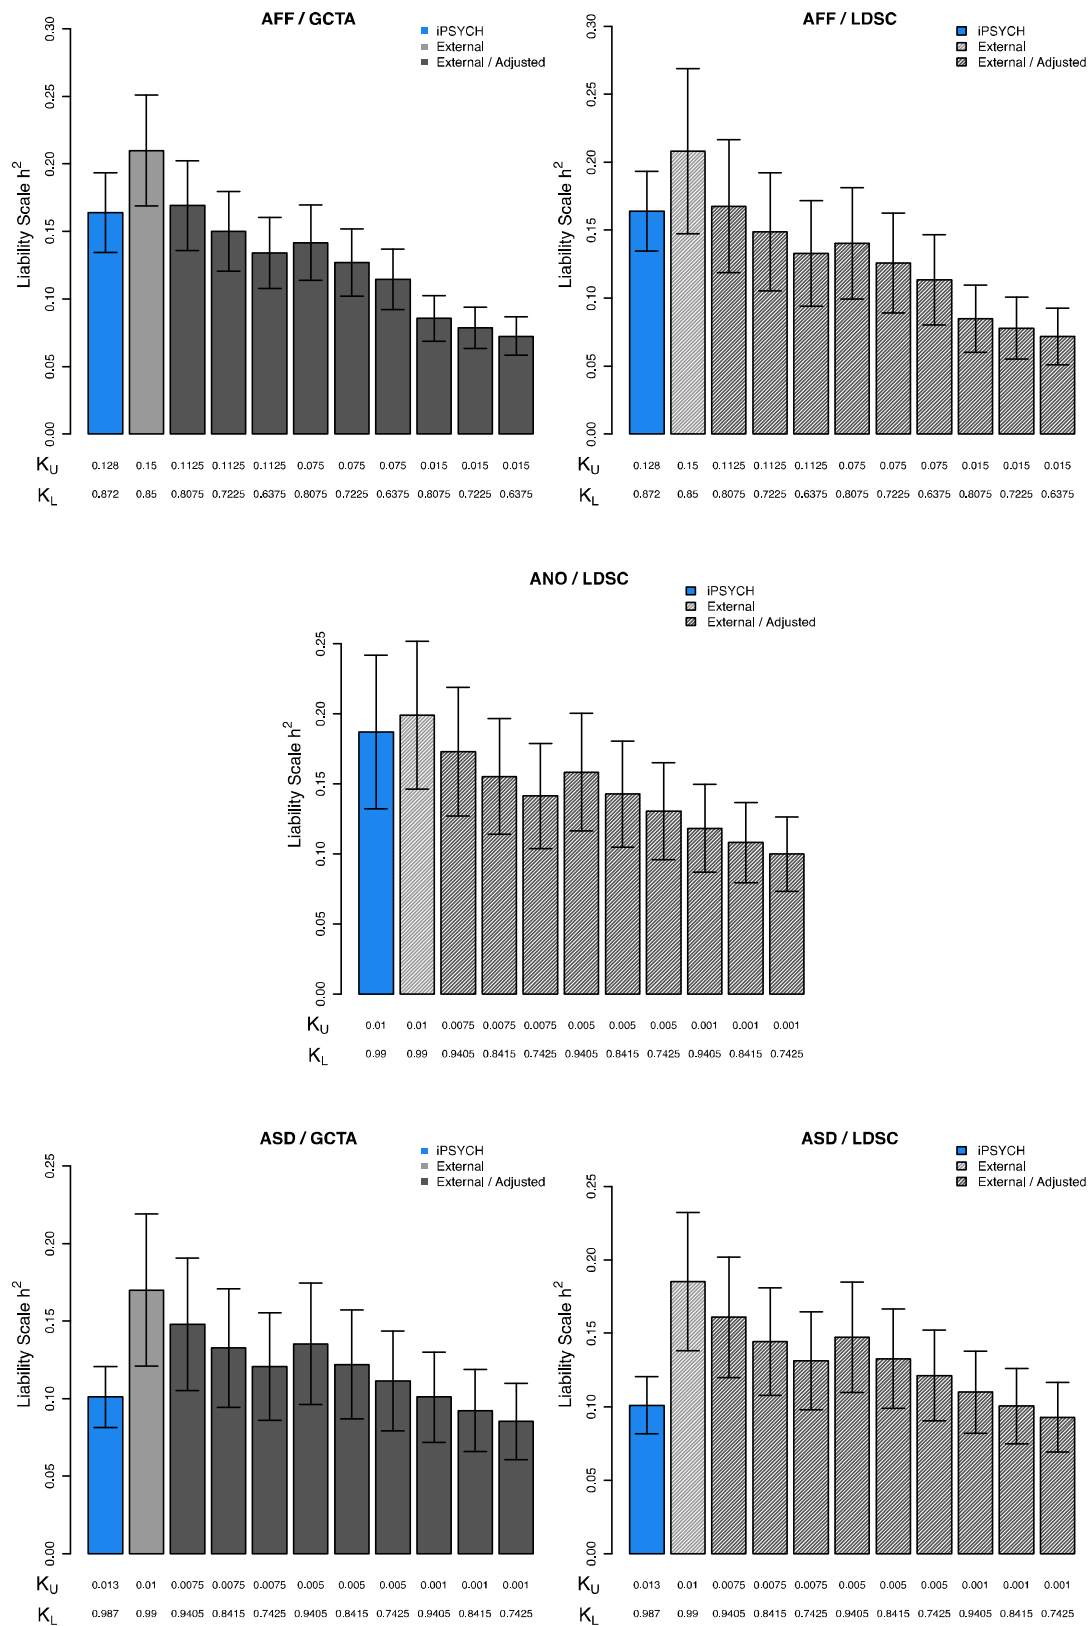 AFF / GCTA
iPSYCH
External
External / Adjusted
Liability Scale h²
0.00 0.05 0.10 0.15 0.20 0.25 0.30
K_U 0.128 0.15 0.1125 0.1125 0.1125 0.075 0.075 0.075 0.015 0.015 0.015
K_L 0.872 0.85 0.8075 0.7225 0.6375 0.8075 0.7225 0.6375 0.8075 0.7225 0.6375
AFF / LDSC
iPSYCH
External
External / Adjusted
Liability Scale h²
0.00 0.05 0.10 0.15 0.20 0.25 0.30
K_U 0.128 0.15 0.1125 0.1125 0.1125 0.075 0.075 0.075 0.015 0.015 0.015
K_L 0.872 0.85 0.8075 0.7225 0.6375 0.8075 0.7225 0.6375 0.8075 0.7225 0.6375
ANO / LDSC
iPSYCH
External
External / Adjusted
Liability Scale h²
0.00 0.05 0.10 0.15 0.20 0.25
K_U 0.01 0.01 0.0075 0.0075 0.0075 0.005 0.005 0.005 0.001 0.001 0.001
K_L 0.99 0.99 0.9405 0.8415 0.7425 0.9405 0.8415 0.7425 0.9405 0.8415 0.7425
ASD / GCTA
iPSYCH
External
External / Adjusted
Liability Scale h²
0.00 0.05 0.10 0.15 0.20 0.25
K_U 0.013 0.01 0.0075 0.0075 0.0075 0.005 0.005 0.005 0.001 0.001 0.001
K_L 0.987 0.99 0.9405 0.8415 0.7425 0.9405 0.8415 0.7425 0.9405 0.8415 0.7425
ASD / LDSC
iPSYCH
External
External / Adjusted
Liability Scale h²
0.00 0.05 0.10 0.15 0.20 0.25
K_U 0.013 0.01 0.0075 0.0075 0.0075 0.005 0.005 0.005 0.001 0.001 0.001
K_L 0.987 0.99 0.9405 0.8415 0.7425 0.9405 0.8415 0.7425 0.9405 0.8415 0.7425